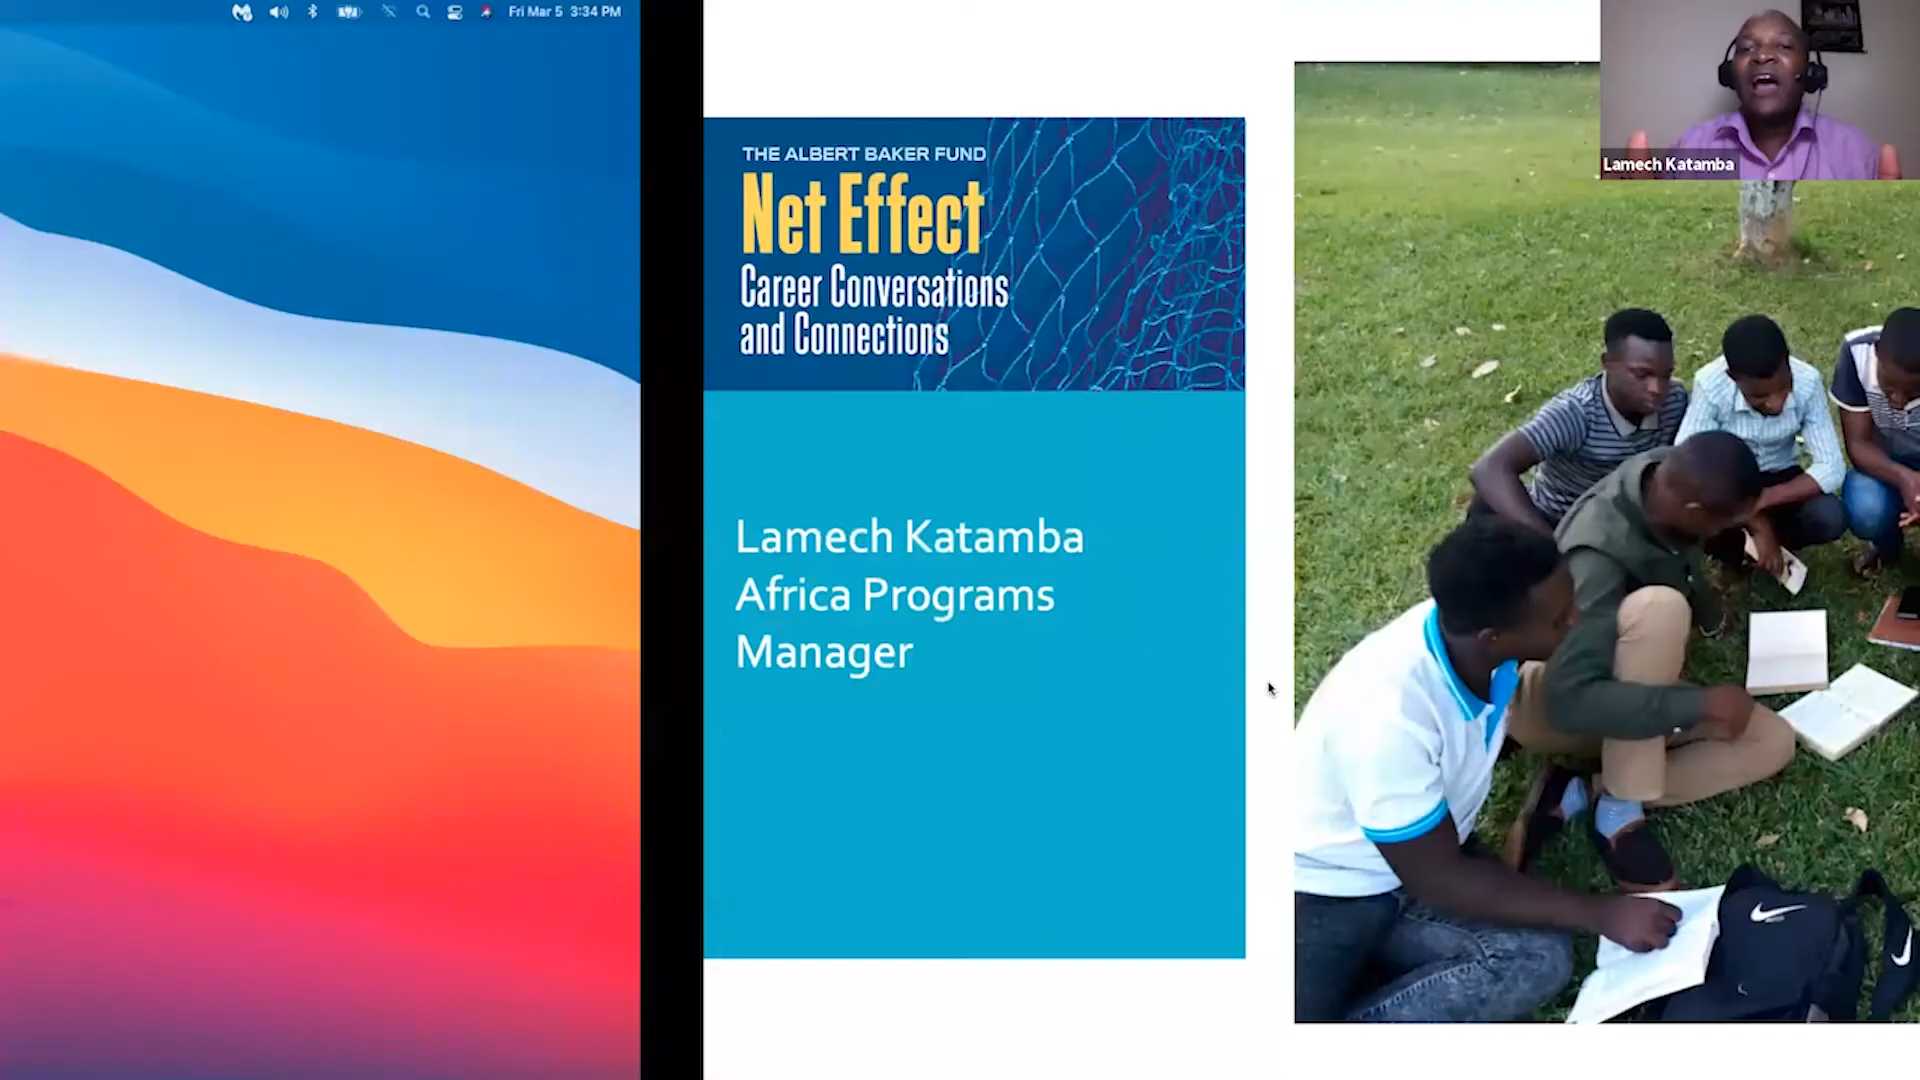 Fri Mar 5 3:34 PM
THE ALBERT BAKER FUND
Net Effect
Career Conversations
and Connections
Lamech Katamba
Africa Programs
Manager
Lamech Katamba